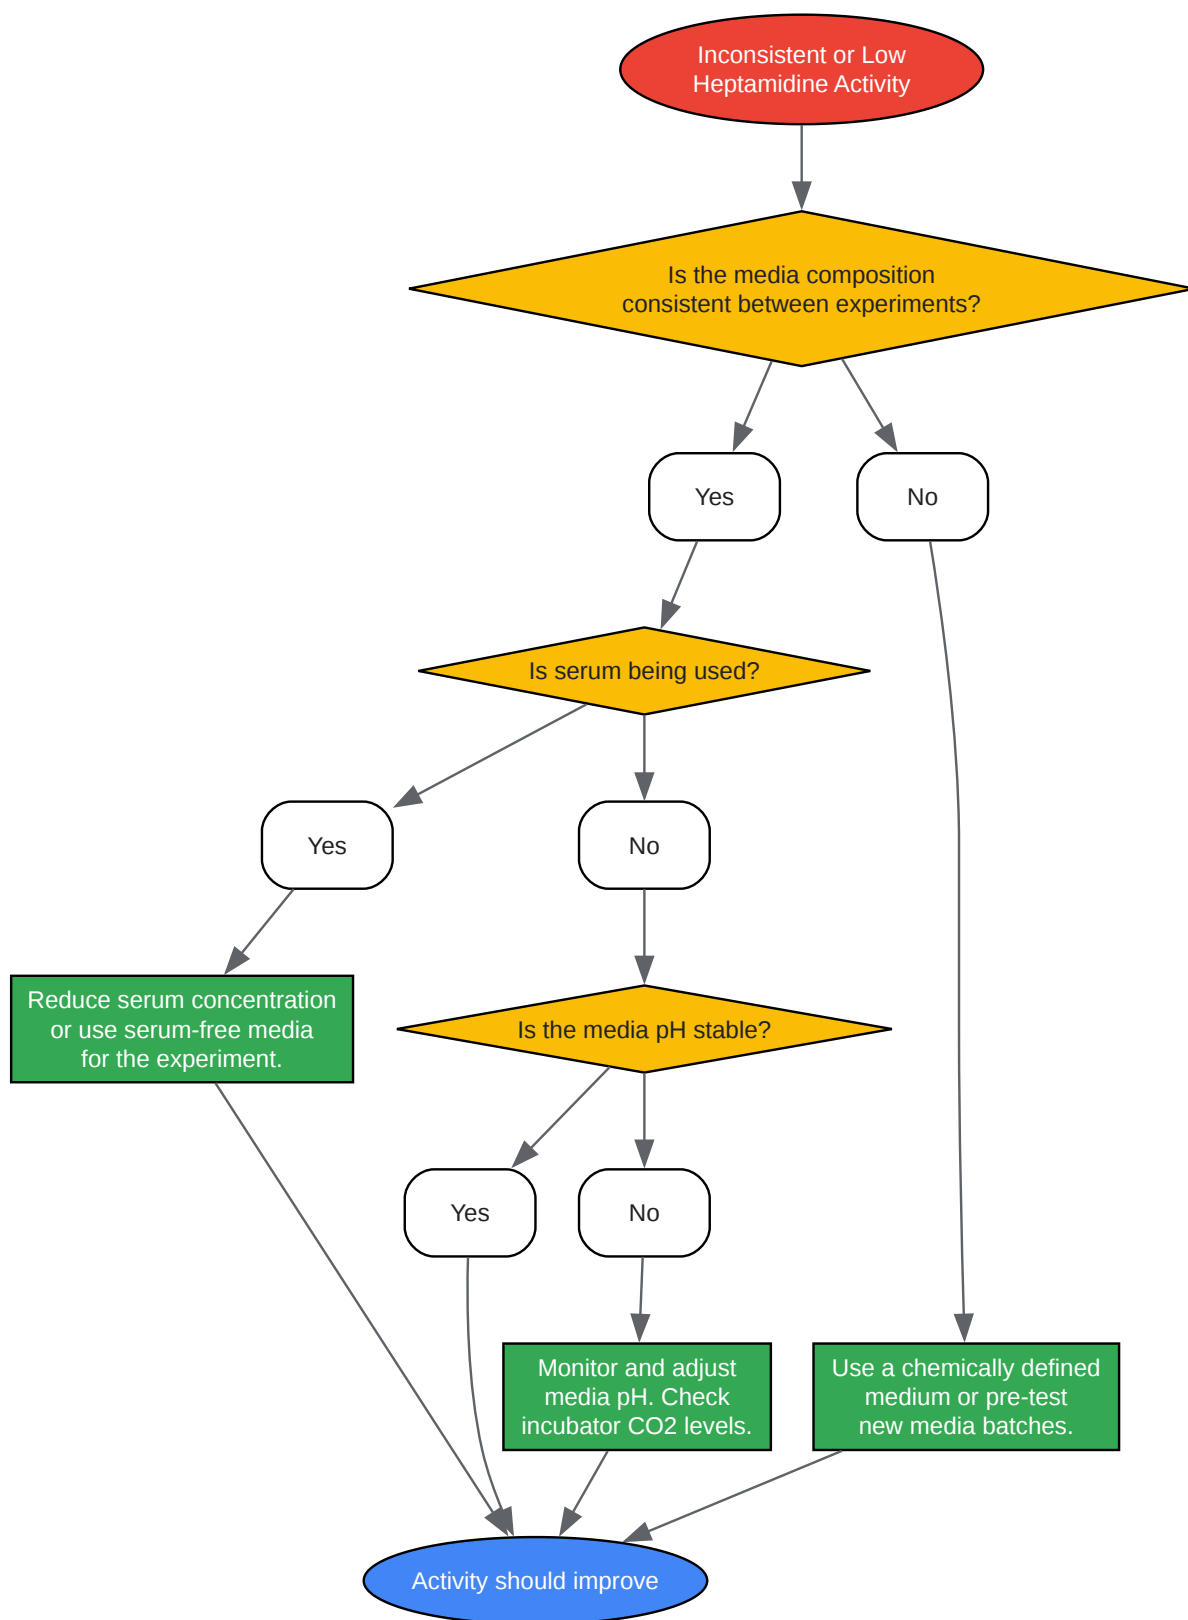 Inconsistent or Low
Heptamidine Activity
Is the media composition
consistent between experiments?
Yes
No
Is serum being used?
Yes
No
Reduce serum concentration
or use serum-free media
for the experiment.
Is the media pH stable?
Yes
No
Monitor and adjust
media pH. Check
incubator CO2 levels.
Use a chemically defined
medium or pre-test
new media batches.
Activity should improve